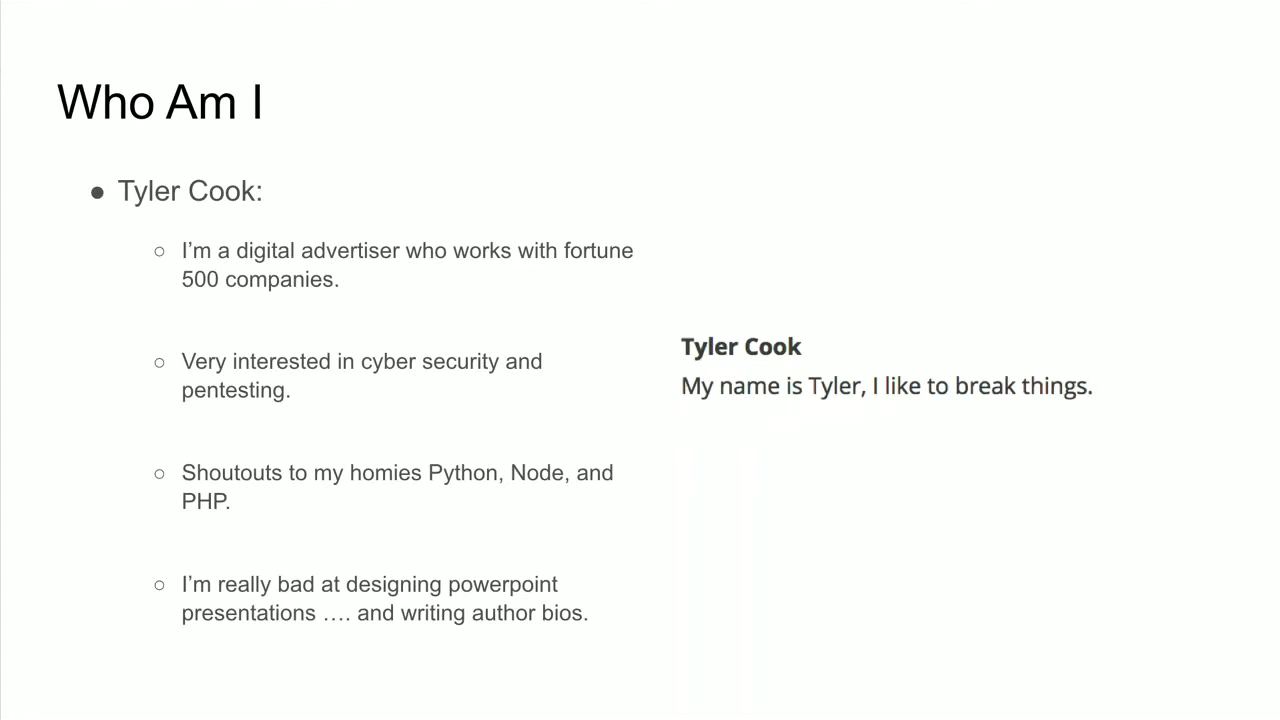 Who Am I
● Tyler Cook:
○ I’m a digital advertiser who works with fortune
500 companies.
○ Very interested in cyber security and
pentesting.
○ Shoutouts to my homies Python, Node, and
PHP.
○ I’m really bad at designing powerpoint
presentations …. and writing author bios.
Tyler Cook
My name is Tyler, I like to break things.